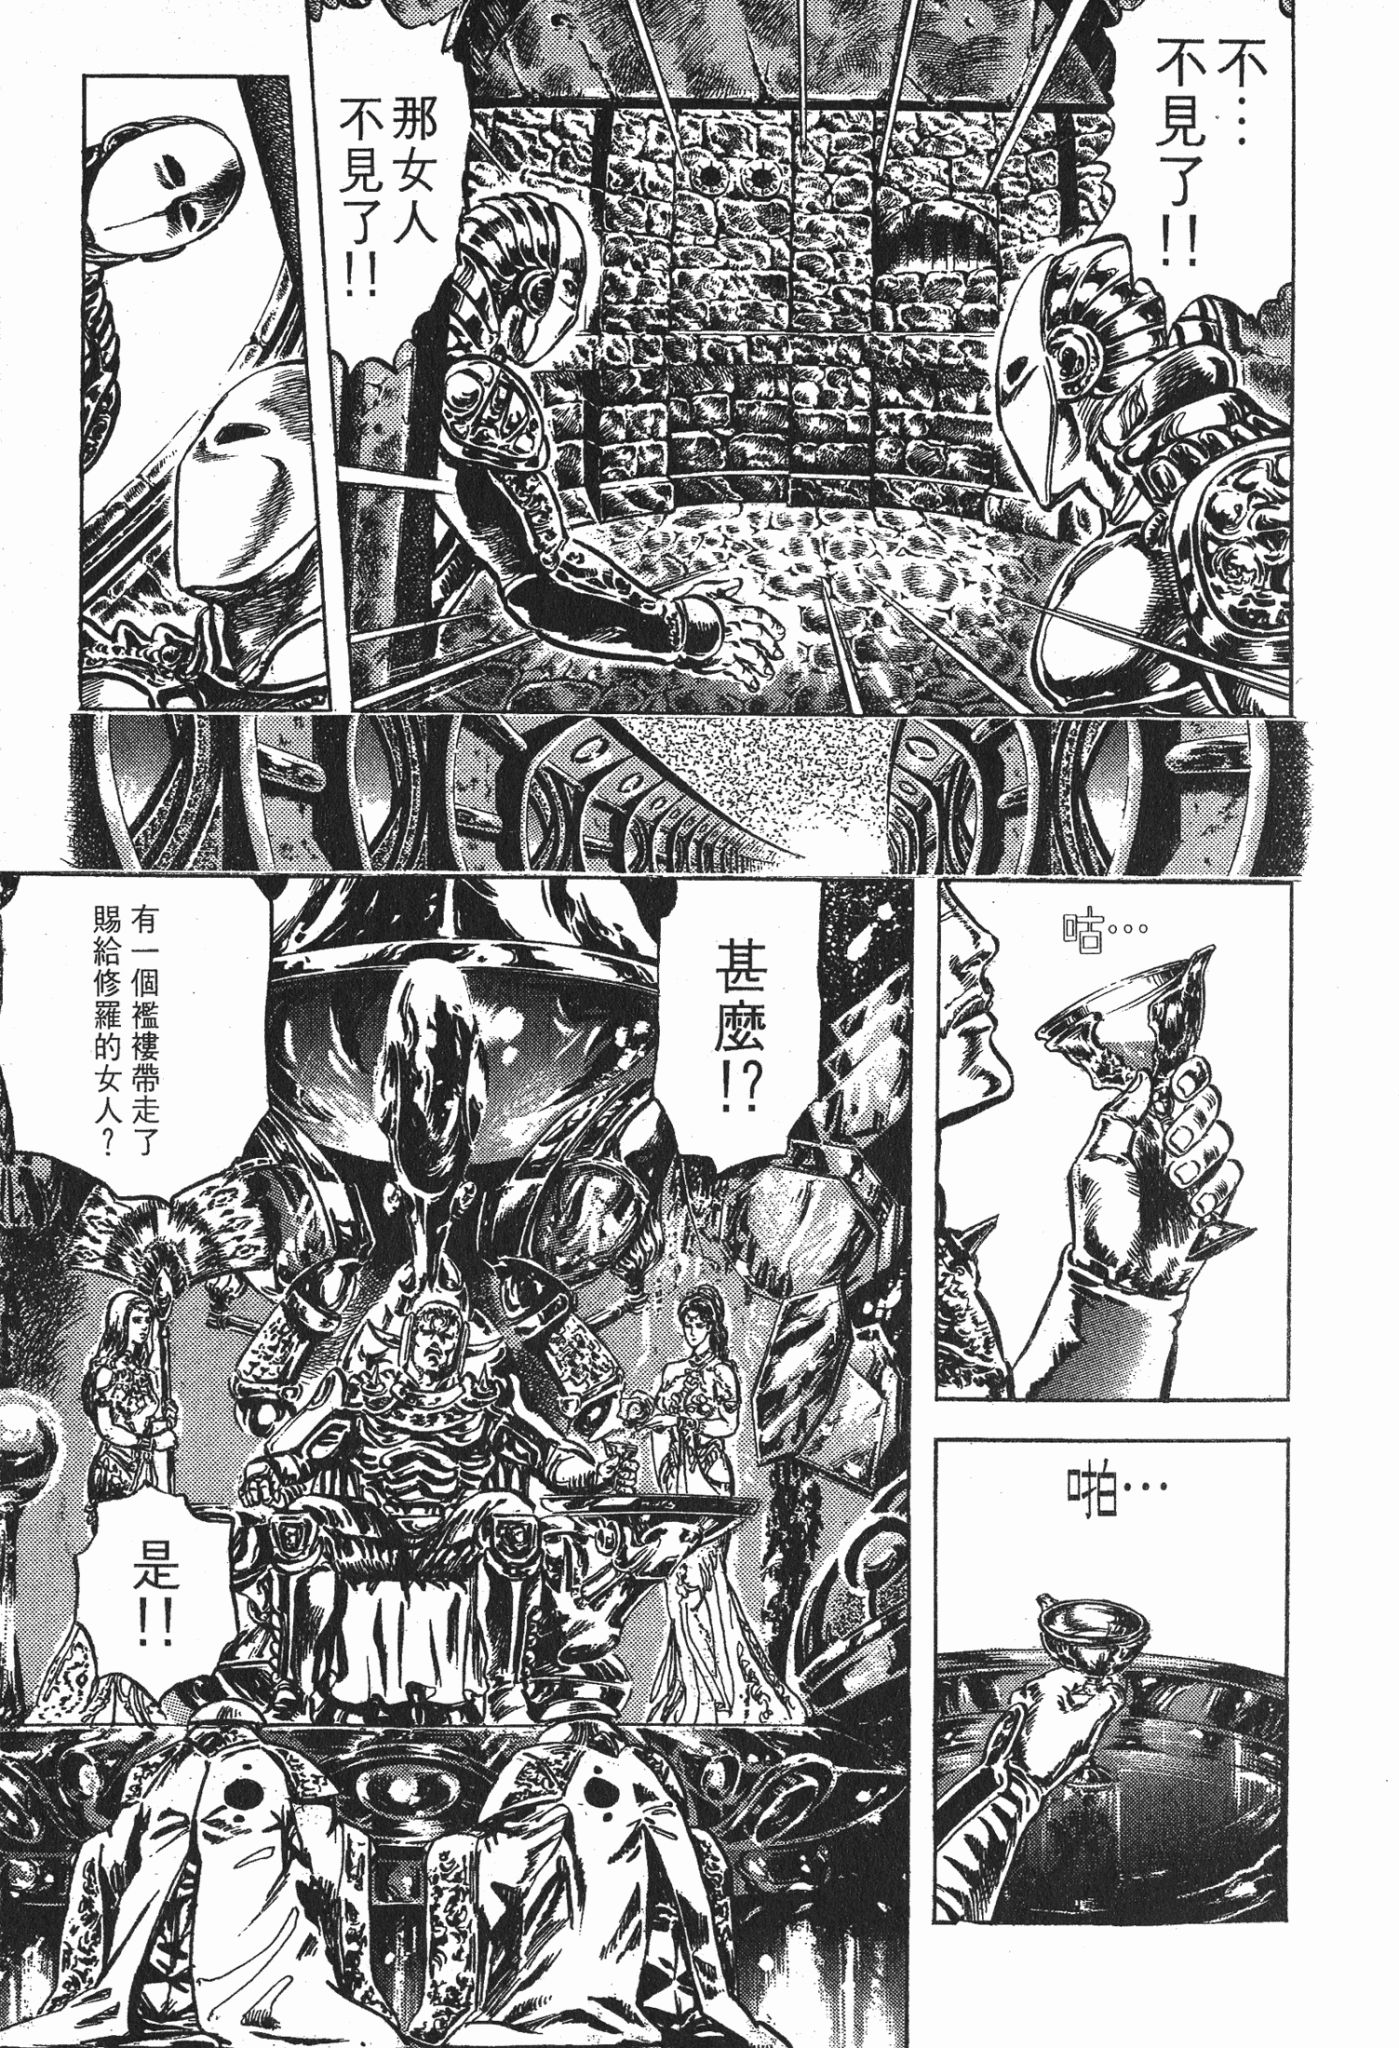 不…
不見了!!
那女人
不見了!!
咕…
啪…
甚麼!?
有一個襤褸帶走了
賜給修羅的女人?
是!!